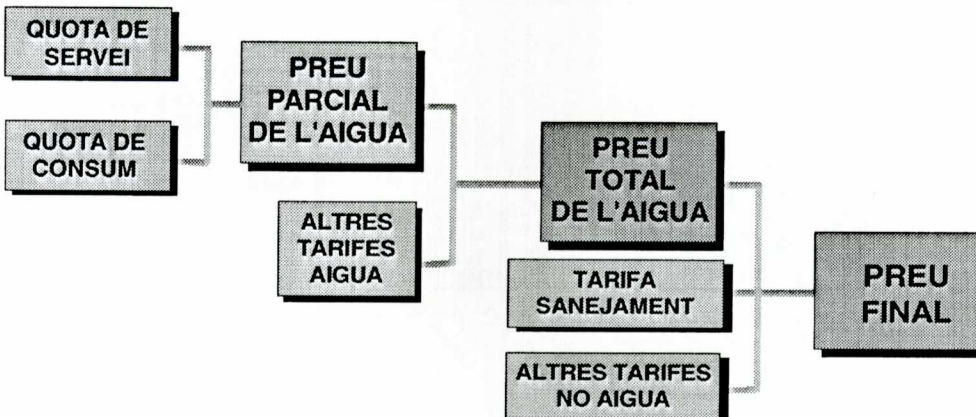 QUOTA DE
SERVEI
QUOTA DE
CONSUM
PREU
PARCIAL
DE L'AIGUA
ALTRES
TARIFES
AIGUA
PREU
TOTAL
DE L'AIGUA
TARIFA
SANEJAMENT
ALTRES TARIFES
NO AIGUA
PREU
FINAL